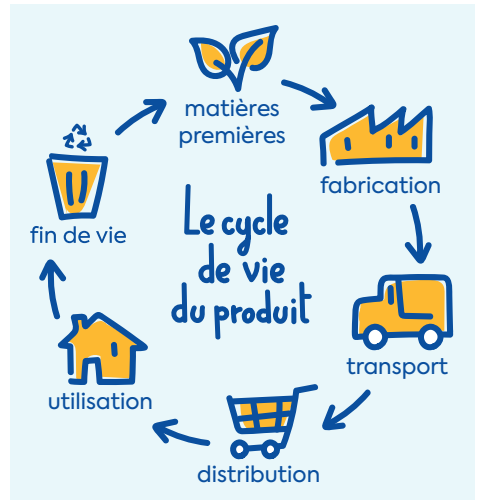 matières
premières
fabrication
transport
distribution
utilisation
fin de vie
Le cycle
de vie
du produit